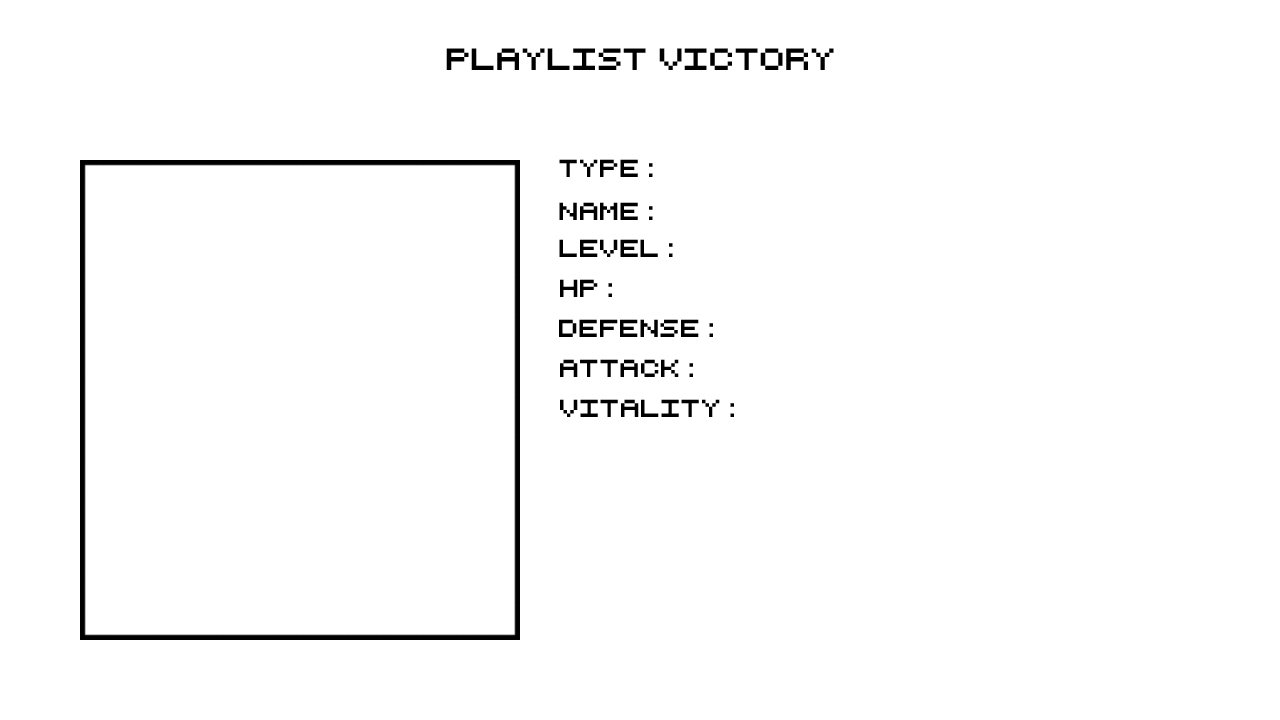 PLAYLIST VICTORY
TYPE :
NAME :
LEVEL :
HP :
DEFENSE :
ATTACK :
VITALITY :